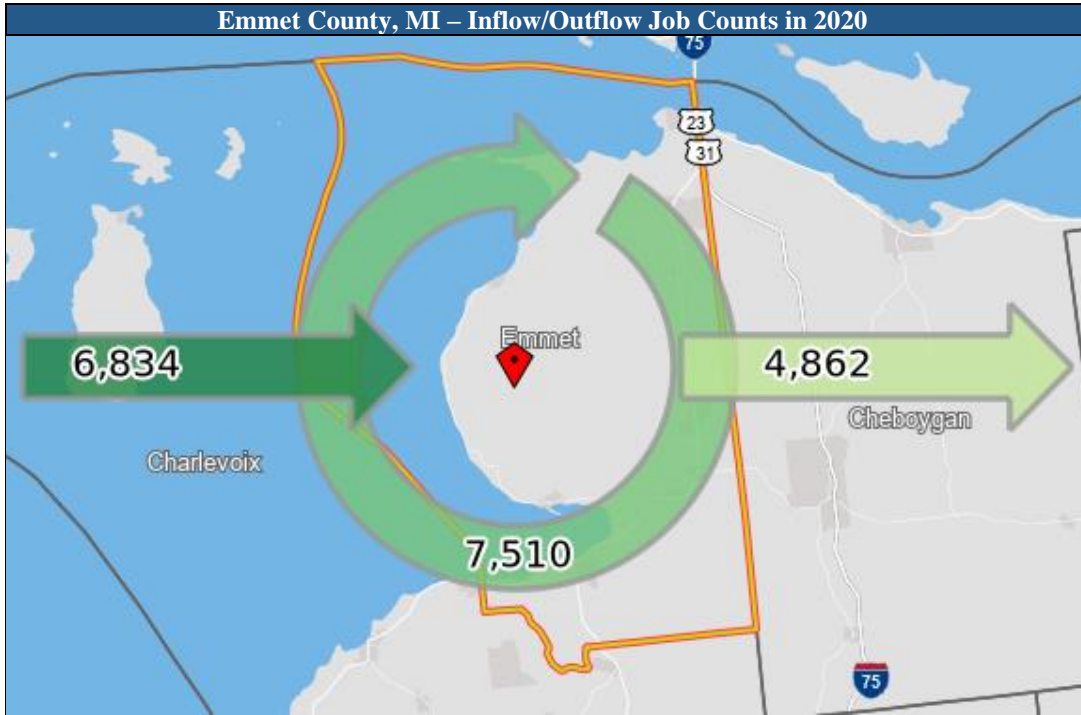 Emmet County, MI – Inflow/Outflow Job Counts in 2020
75
23
31
Emmet
6,834
4,862
Cheboygan
Charlevoix
7,510
75